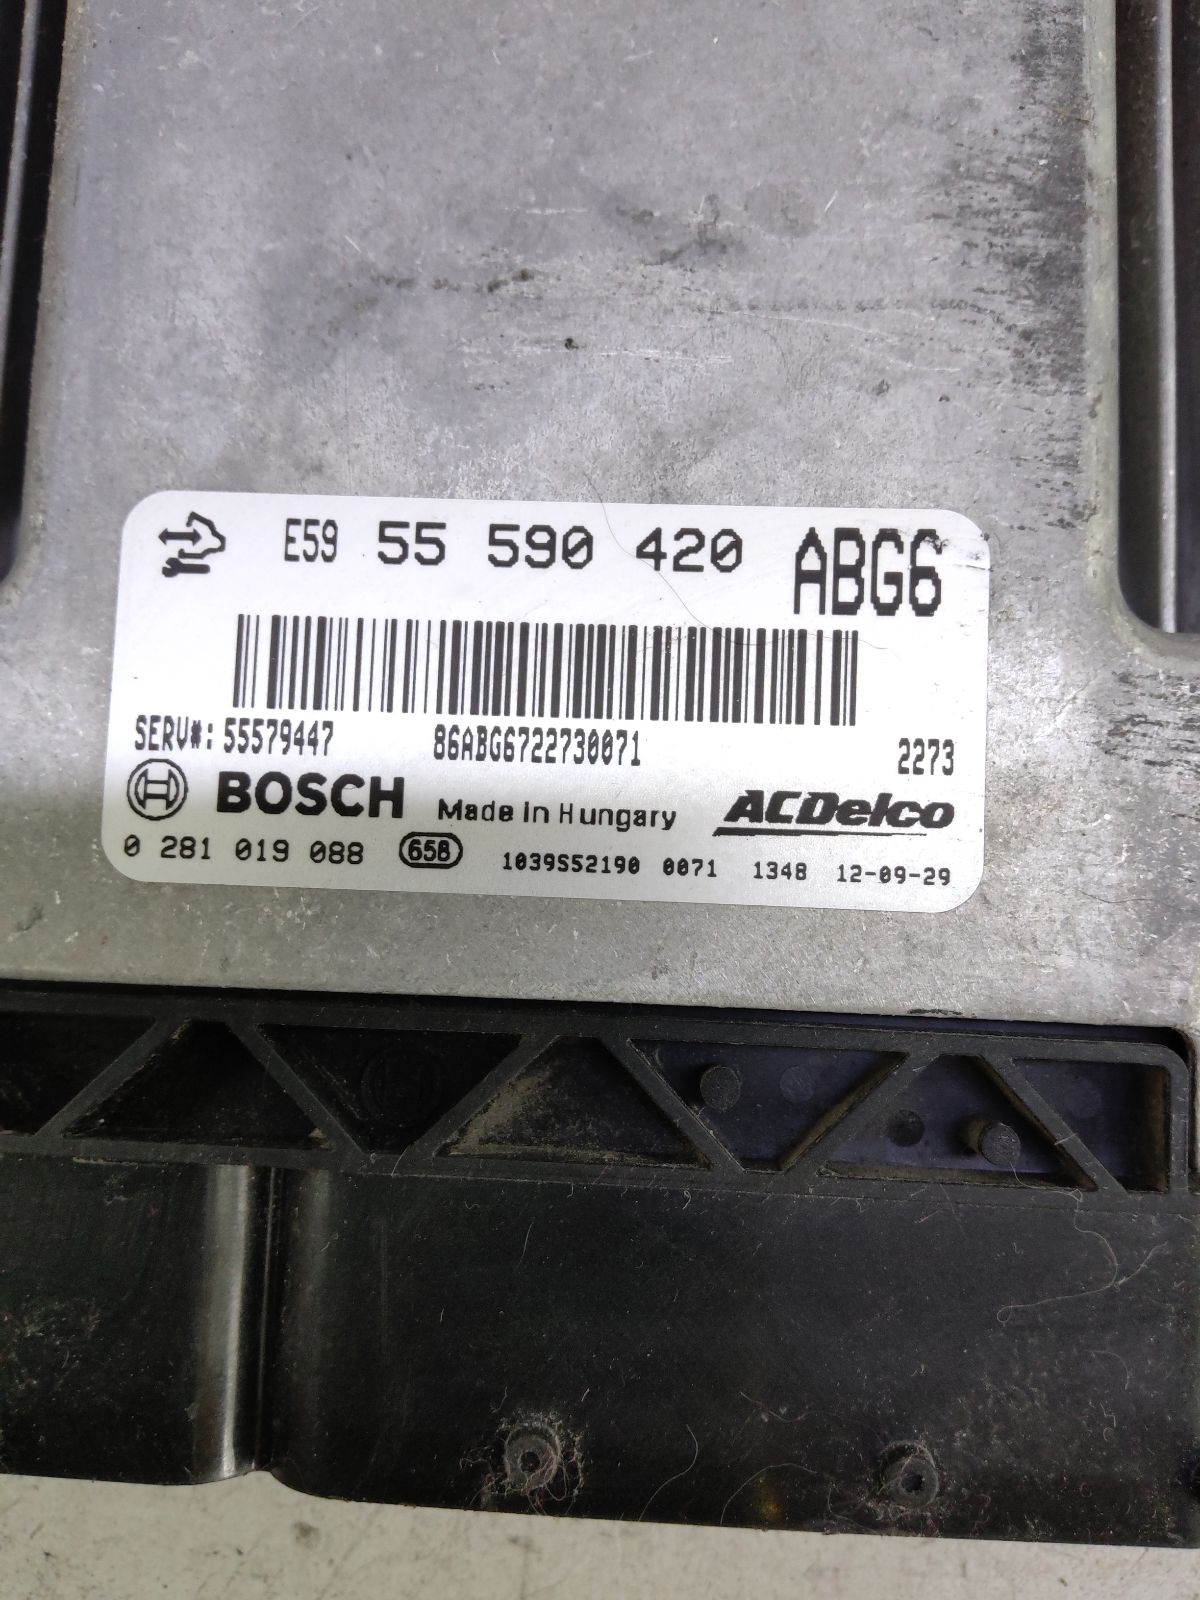 E59 55 590 420 ABG6
SERV#: 55579447 86ABG6722730071 2273
BOSCH Made in Hungary ACDelco
0 281 019 088 658 1039S52190 0071 1348 12-09-29